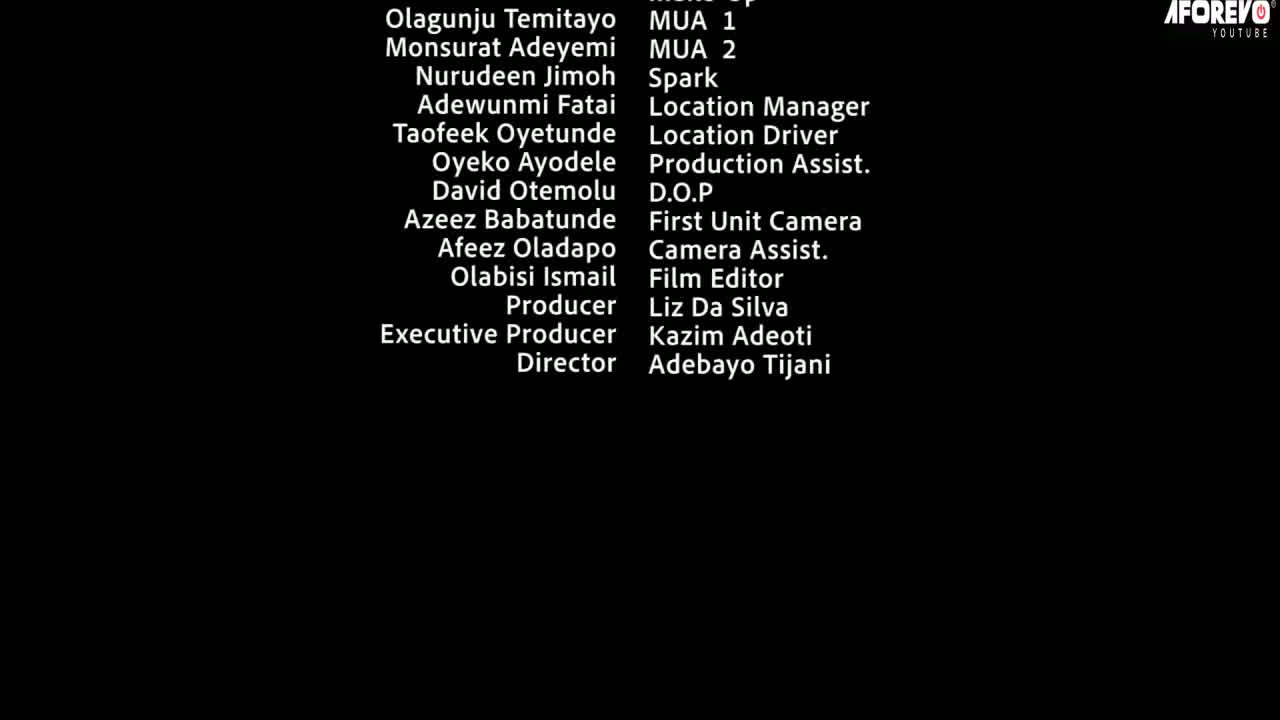 AFOREVO
YOUTUBE
Olagunju Temitayo MUA 1
Monsurat Adeyemi MUA 2
Nurudeen Jimoh Spark
Adewunmi Fatai Location Manager
Taofeek Oyetunde Location Driver
Oyeko Ayodele Production Assist.
David Otemolu D.O.P
Azeez Babatunde First Unit Camera
Afeez Oladapo Camera Assist.
Olabisi Ismail Film Editor
Producer Liz Da Silva
Executive Producer Kazim Adeoti
Director Adebayo Tijani